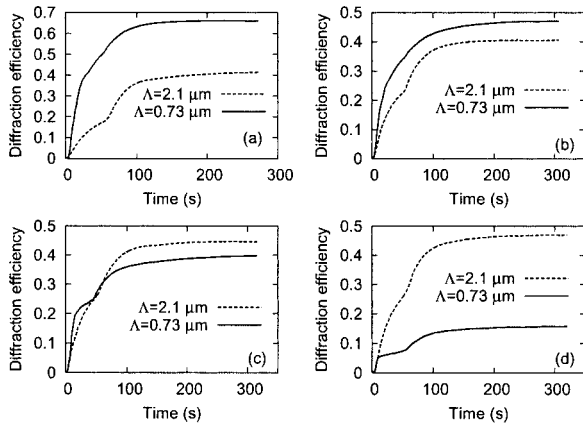 Diffraction efficiency
0.7
0.6
0.5
0.4
0.3
0.2
0.1
0
0
100
200
300
Λ=2.1 μm
Λ=0.73 μm
(a)
Time (s)
Diffraction efficiency
0.5
0.4
0.3
0.2
0.1
0
0
100
200
300
Λ=2.1 μm
Λ=0.73 μm
(b)
Time (s)
Diffraction efficiency
0.5
0.4
0.3
0.2
0.1
0
0
100
200
300
Λ=2.1 μm
Λ=0.73 μm
(c)
Time (s)
Diffraction efficiency
0.5
0.4
0.3
0.2
0.1
0
0
100
200
300
Λ=2.1 μm
Λ=0.73 μm
(d)
Time (s)